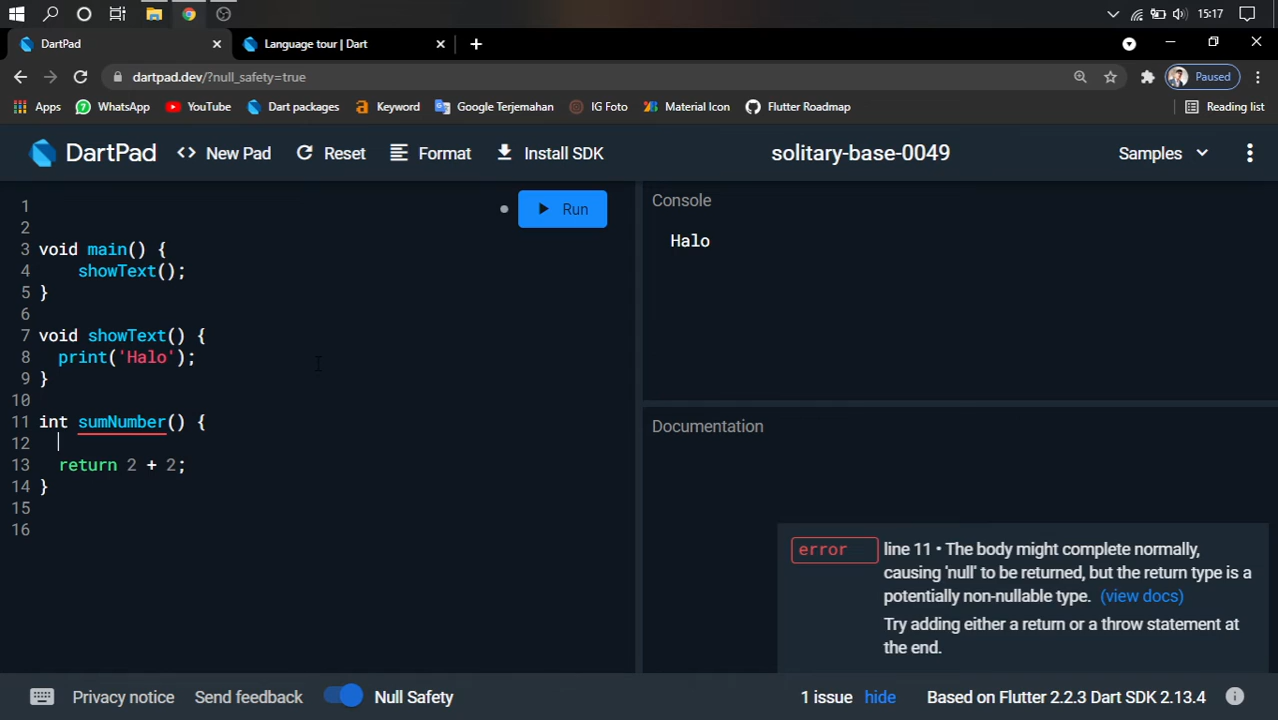 15:17
DartPad
Language tour | Dart
dartpad.dev/?null_safety=true
Paused
Apps WhatsApp YouTube Dart packages Keyword Google Terjemahan IG Foto Material Icon Flutter Roadmap Reading list
DartPad <> New Pad Reset Format Install SDK solitary-base-0049 Samples
Run
1
2
3 void main() {
4 showText();
5 }
6
7 void showText() {
8 print('Halo');
9 }
10
11 int sumNumber() {
12
13 return 2 + 2;
14 }
15
16
Console
Halo
Documentation
error line 11 • The body might complete normally,
causing 'null' to be returned, but the return type is a
potentially non-nullable type. (view docs)
Try adding either a return or a throw statement at
the end.
Privacy notice Send feedback Null Safety 1 issue hide Based on Flutter 2.2.3 Dart SDK 2.13.4